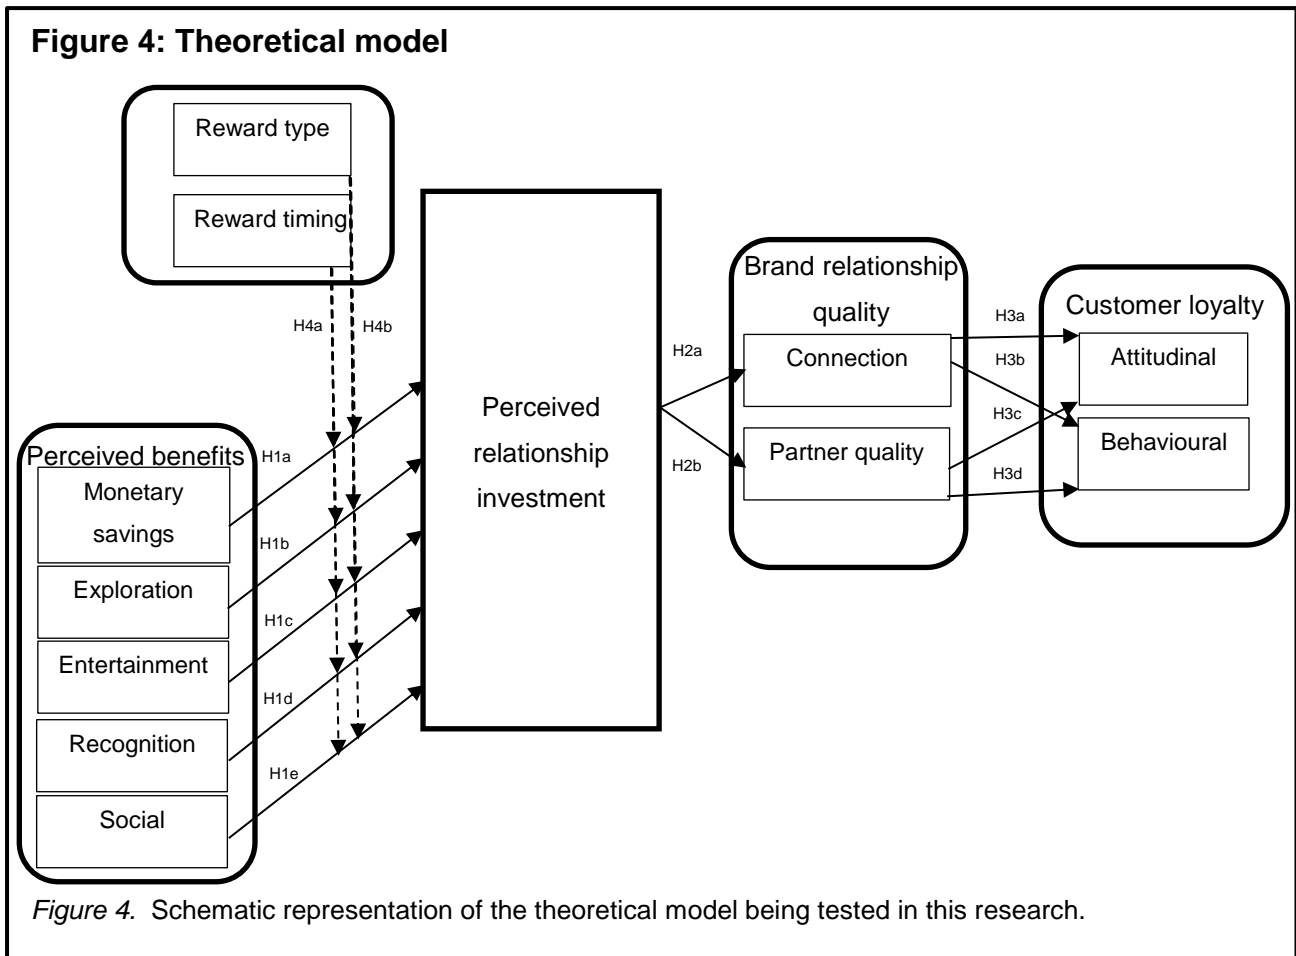 Figure 4: Theoretical model
Reward type
Reward timing
H4a
H4b
Perceived benefits
Monetary
savings
Exploration
Entertainment
Recognition
Social
H1a
H1b
H1c
H1d
H1e
Perceived
relationship
investment
H2a
H2b
Brand relationship
quality
Connection
Partner quality
H3a
H3b
H3c
H3d
Customer loyalty
Attitudinal
Behavioural
Figure 4. Schematic representation of the theoretical model being tested in this research.